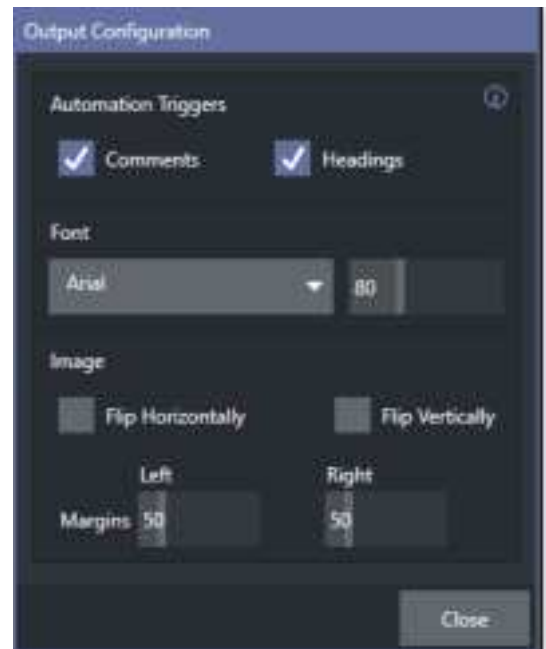 Output Configuration
Automation Triggers
Comments Headings
Font
Arial 80
Image
Flip Horizontally Flip Vertically
Left Right
Margins 50 50
Close